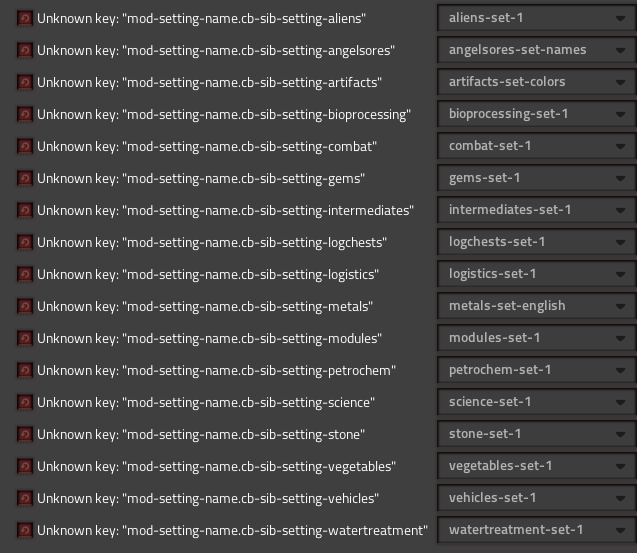 Unknown key: "mod-setting-name.cb-sib-setting-aliens" aliens-set-1
Unknown key: "mod-setting-name.cb-sib-setting-angelsores" angelsores-set-names
Unknown key: "mod-setting-name.cb-sib-setting-artifacts" artifacts-set-colors
Unknown key: "mod-setting-name.cb-sib-setting-bioprocessing" bioprocessing-set-1
Unknown key: "mod-setting-name.cb-sib-setting-combat" combat-set-1
Unknown key: "mod-setting-name.cb-sib-setting-gems" gems-set-1
Unknown key: "mod-setting-name.cb-sib-setting-intermediates" intermediates-set-1
Unknown key: "mod-setting-name.cb-sib-setting-logchests" logchests-set-1
Unknown key: "mod-setting-name.cb-sib-setting-logistics" logistics-set-1
Unknown key: "mod-setting-name.cb-sib-setting-metals" metals-set-english
Unknown key: "mod-setting-name.cb-sib-setting-modules" modules-set-1
Unknown key: "mod-setting-name.cb-sib-setting-petrochem" petrochem-set-1
Unknown key: "mod-setting-name.cb-sib-setting-science" science-set-1
Unknown key: "mod-setting-name.cb-sib-setting-stone" stone-set-1
Unknown key: "mod-setting-name.cb-sib-setting-vegetables" vegetables-set-1
Unknown key: "mod-setting-name.cb-sib-setting-vehicles" vehicles-set-1
Unknown key: "mod-setting-name.cb-sib-setting-watertreatment" watertreatment-set-1